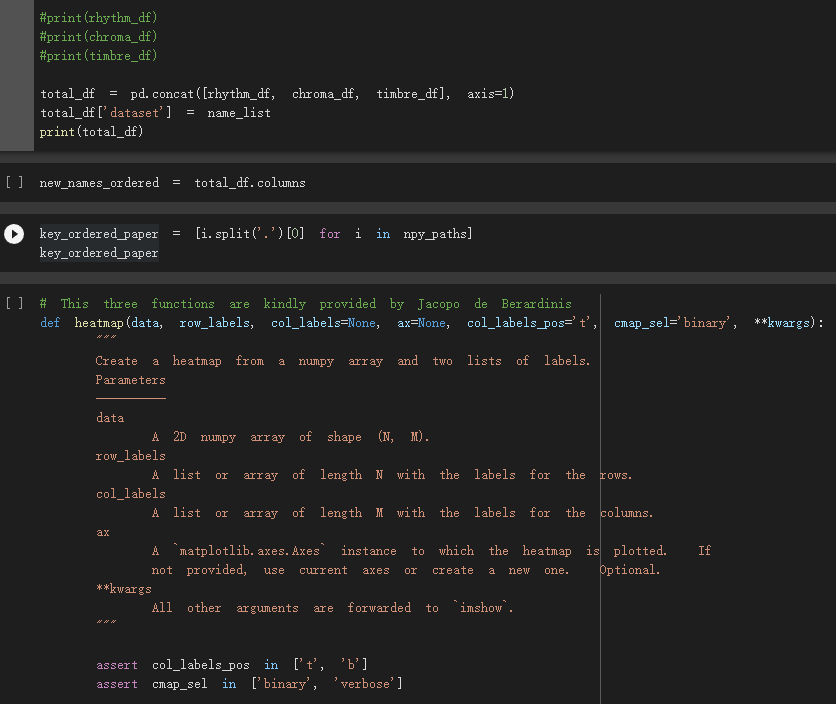 #print(rhythm_df)
#print(chroma_df)
#print(timbre_df)
total_df = pd.concat([rhythm_df, chroma_df, timbre_df], axis=1)
total_df['dataset'] = name_list
print(total_df)
[ ] new_names_ordered = total_df.columns
key_ordered_paper = [i.split('.')[0] for i in npy_paths]
key_ordered_paper
[ ] # This three functions are kindly provided by Jacopo de Berardinis
def heatmap(data, row_labels, col_labels=None, ax=None, col_labels_pos='t', cmap_sel='binary', **kwargs):
"""
Create a heatmap from a numpy array and two lists of labels.
Parameters
----------
data
A 2D numpy array of shape (N, M).
row_labels
A list or array of length N with the labels for the rows.
col_labels
A list or array of length M with the labels for the columns.
ax
A `matplotlib.axes.Axes` instance to which the heatmap is plotted. If
not provided, use current axes or create a new one. Optional.
**kwargs
All other arguments are forwarded to `imshow`.
"""
assert col_labels_pos in ['t', 'b']
assert cmap_sel in ['binary', 'verbose']